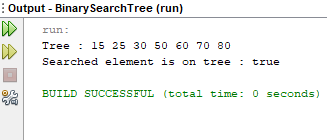 Output - BinarySearchTree (run)
run:
Tree : 15 25 30 50 60 70 80
Searched element is on tree : true
BUILD SUCCESSFUL (total time: 0 seconds)